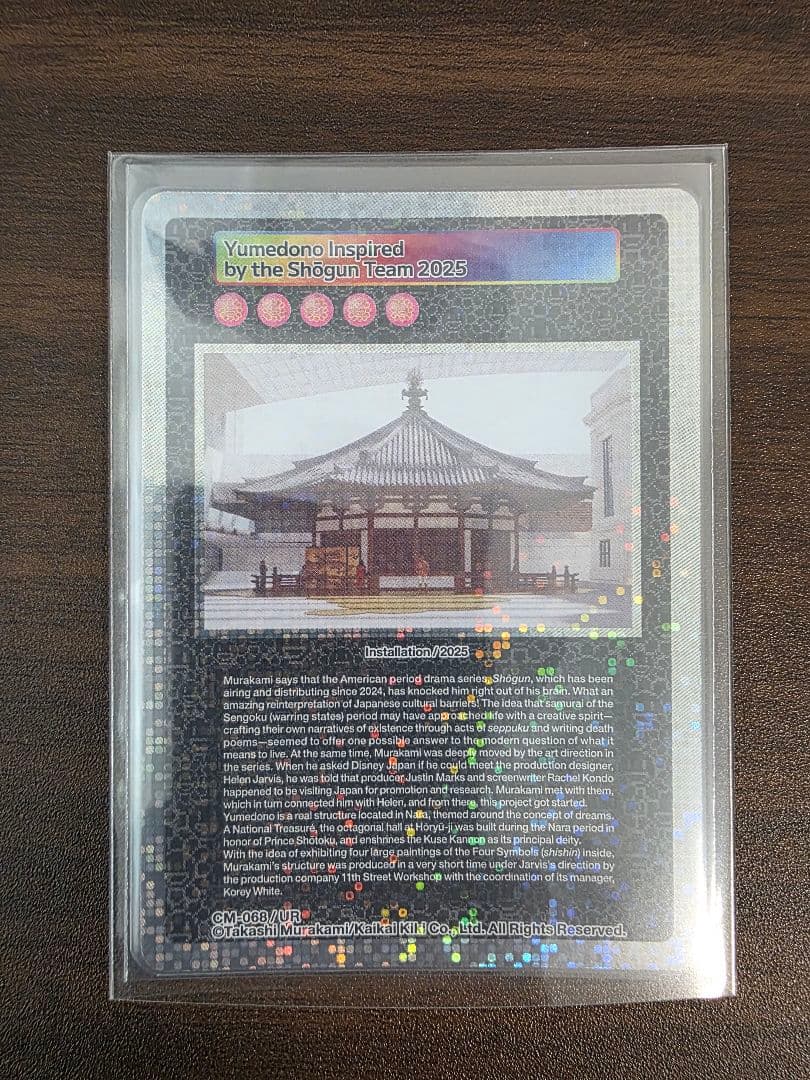 Yumedono Inspired
by the Shōgun Team 2025
Installation / 2025
Murakami says that the American period drama series, Shōgun, which has been
airing and distributing since 2024, has knocked him right out of his brain. What an
amazing reinterpretation of Japanese cultural barriers! The idea that samurai of the
Sengoku (warring states) period may have approached life with a creative spirit—
crafting their own narratives of existence through acts of seppuku and writing death
poems—seemed to offer one possible answer to the modern question of what it
means to live. At the same time, Murakami was deeply moved by the art direction in
the series. When he asked Disney Japan if he could meet the production designer,
Helen Jarvis, he was told that producer Justin Marks and screenwriter Rachel Kondo
happened to be visiting Japan for promotion and research. Murakami met with them,
which in turn connected him with Helen, and from there, this project got started.
Yumedono is a real structure located in Nara, themed around the concept of dreams.
A National Treasure, the octagonal hall at Hōryū-ji was built during the Nara period in
honor of Prince Shōtoku, and enshrines the Kuse Kannon as its principal deity.
With the idea of exhibiting four large paintings of the Four Symbols (shishin) inside,
Murakami's structure was produced in a very short time under Jarvis's direction by
the production company 11th Street Workshop with the coordination of its manager,
Korey White.
CM-068 / UR
©Takashi Murakami/Kaikai Kiki Co., Ltd. All Rights Reserved.